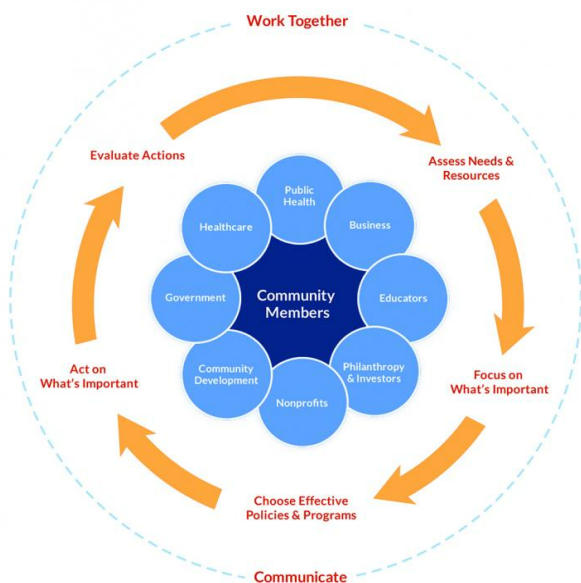 Work Together
Evaluate Actions
Assess Needs &
Resources
Public
Health
Healthcare
Business
Government
Community
Members
Educators
Community
Development
Philanthropy
& Investors
Nonprofits
Act on
What's Important
Focus on
What's Important
Choose Effective
Policies & Programs
Communicate